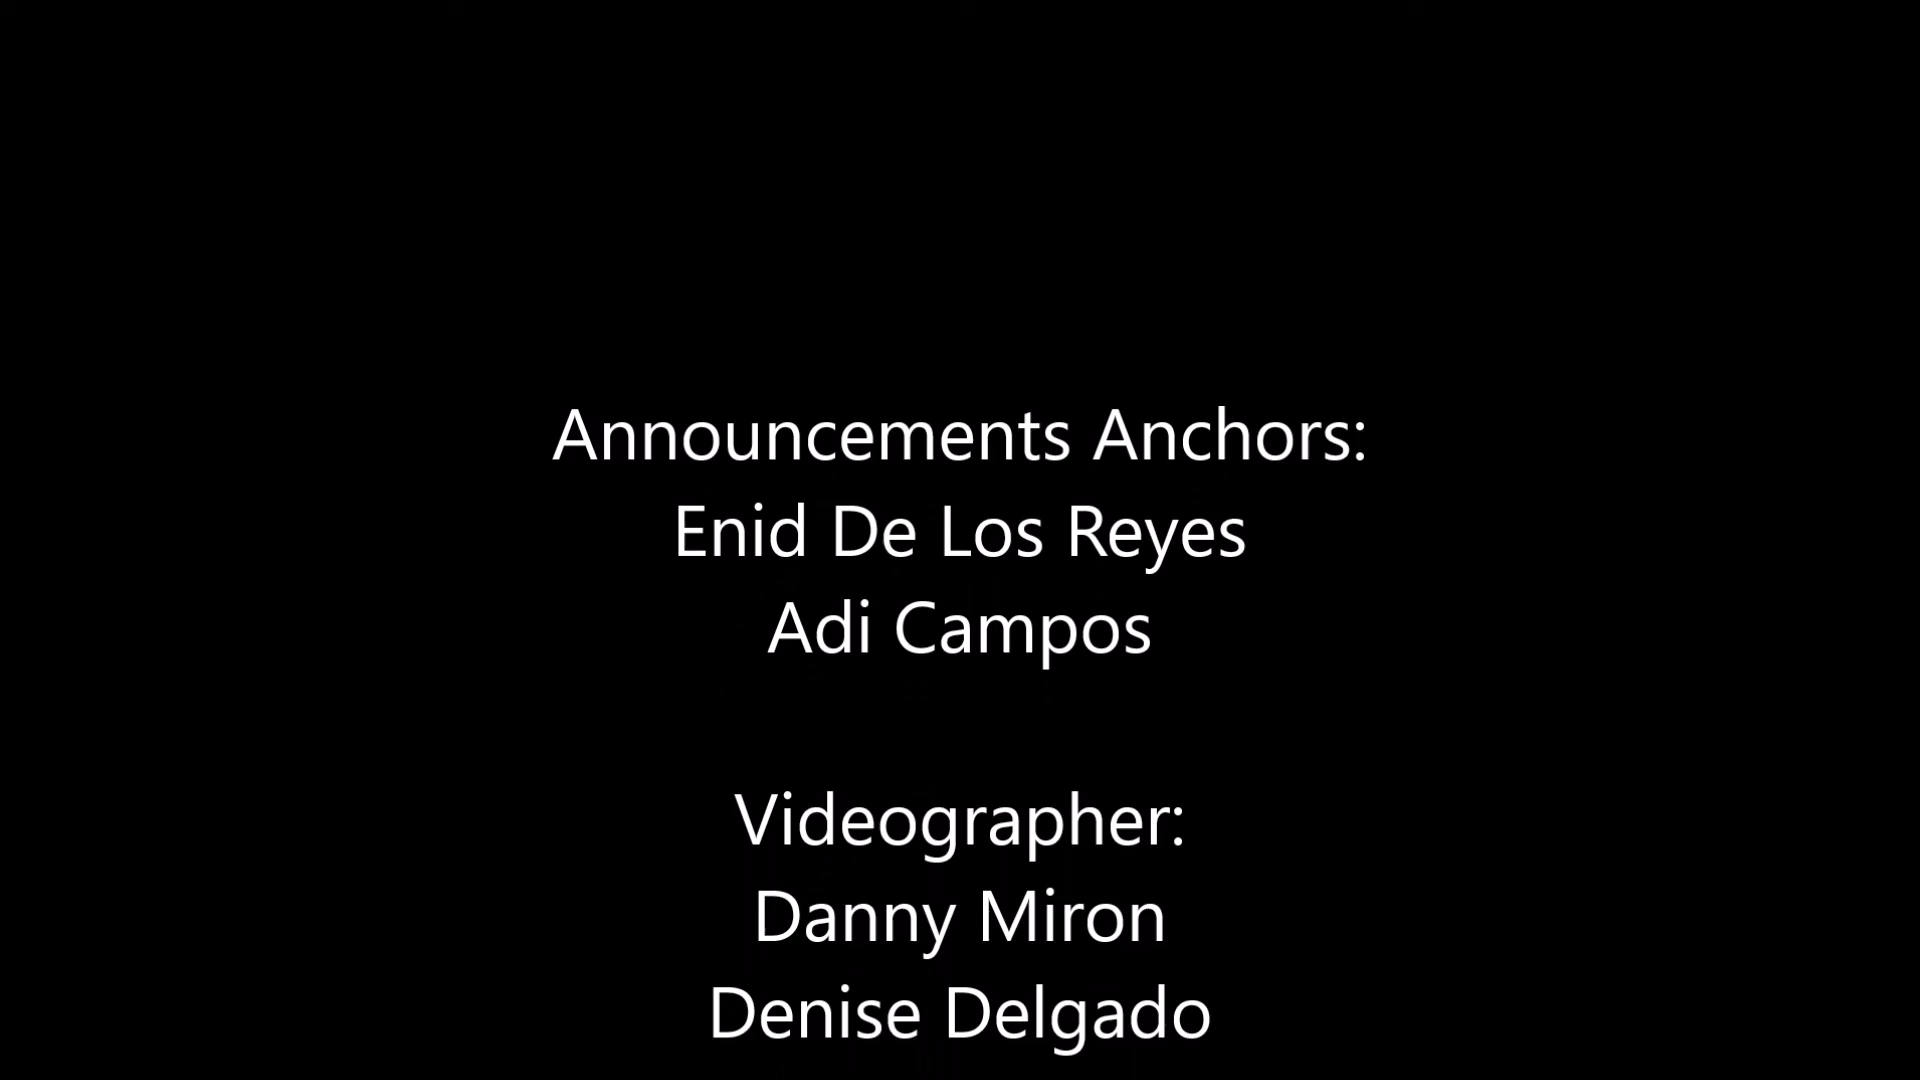 Announcements Anchors:
Enid De Los Reyes
Adi Campos
Videographer:
Danny Miron
Denise Delgado